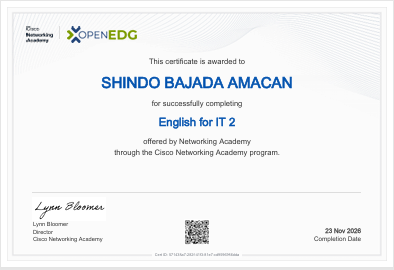 Cisco
Networking
Academy
OPENEDG
This certificate is awarded to
SHINDO BAJADA AMACAN
for successfully completing
English for IT 2
offered by Networking Academy
through the Cisco Networking Academy program.
Lynn Bloomer
Lynn Bloomer
Director
Cisco Networking Academy
23 Nov 2026
Completion Date